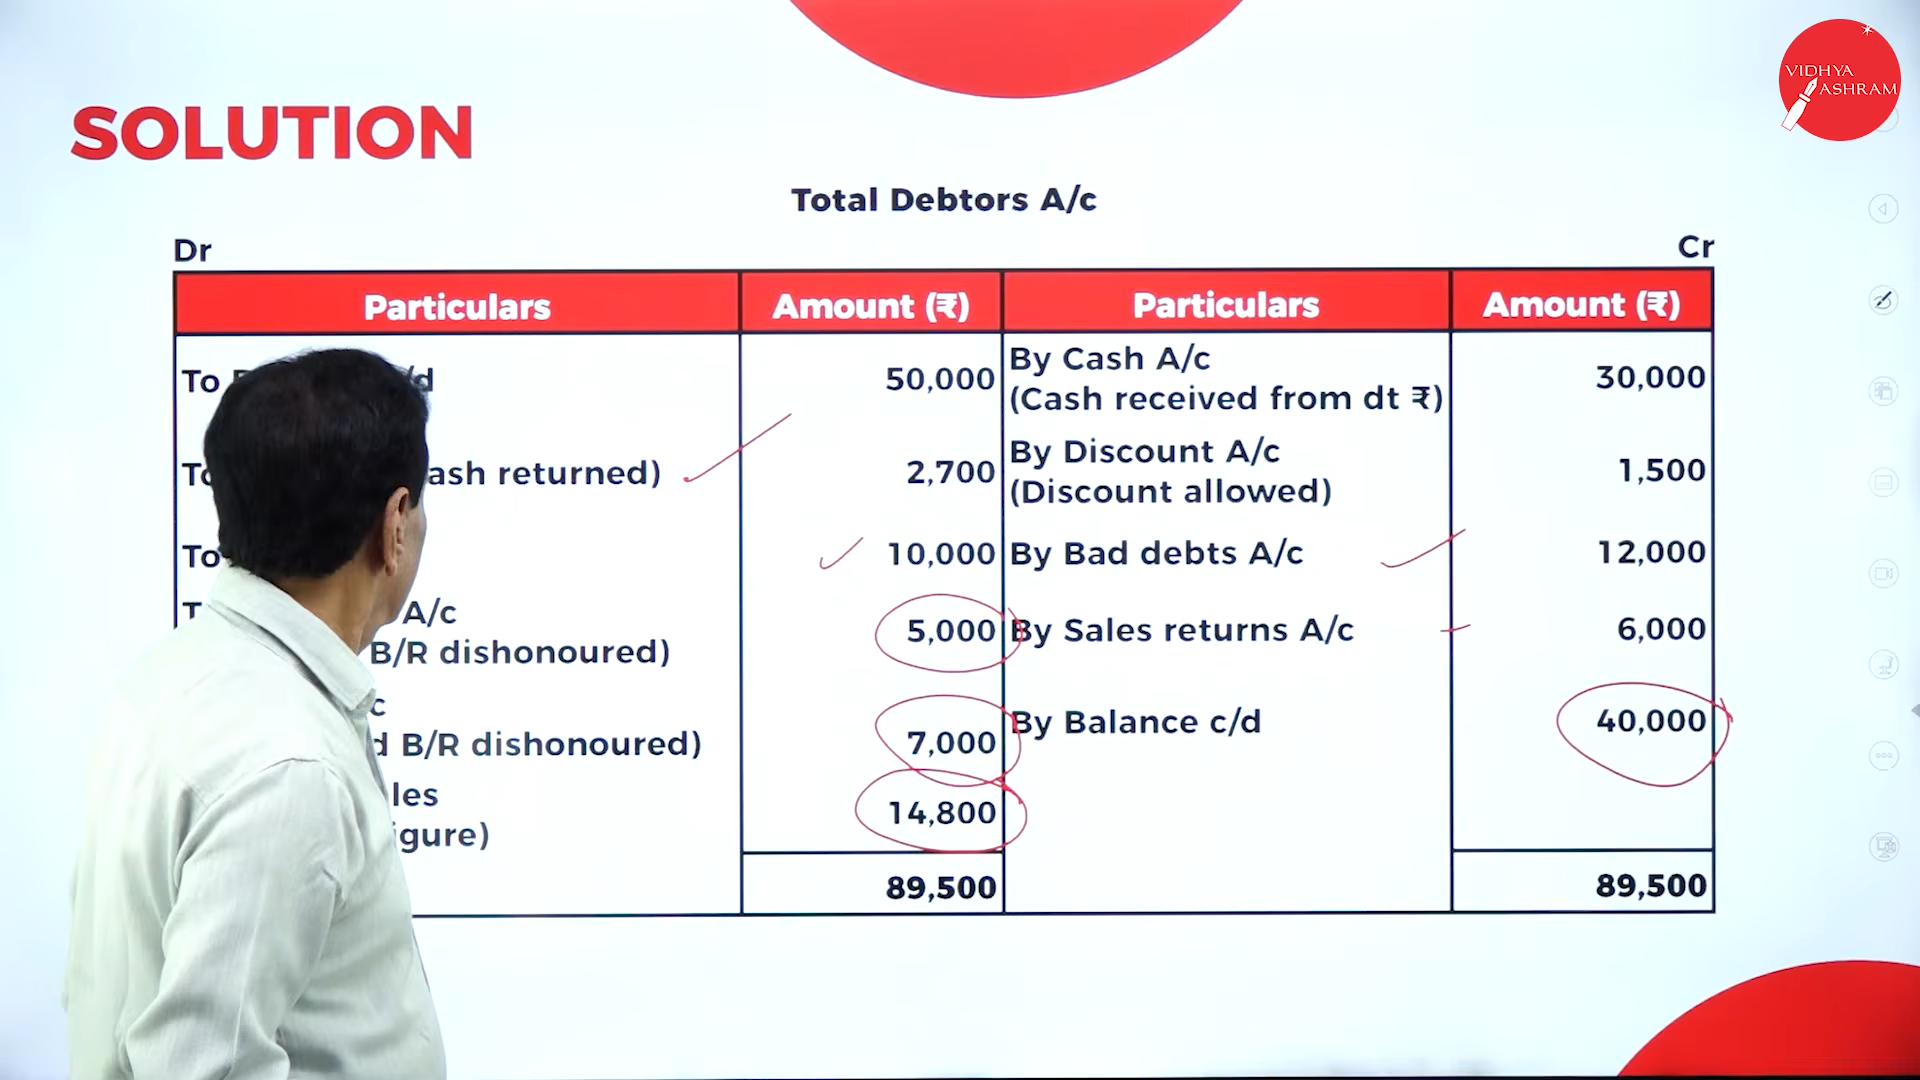 VIDHYA
ASHRAM
SOLUTION
Total Debtors A/c
Dr Cr
Particulars Amount (₹) Particulars Amount (₹)
To /d 50,000 By Cash A/c 30,000
(Cash received from dt ₹)
ash returned) 2,700 By Discount A/c 1,500
(Discount allowed)
To 10,000 By Bad debts A/c 12,000
A/c 5,000 By Sales returns A/c 6,000
B/R dishonoured)
c 7,000 By Balance c/d 40,000
d B/R dishonoured)
les 14,800
igure)
89,500 89,500